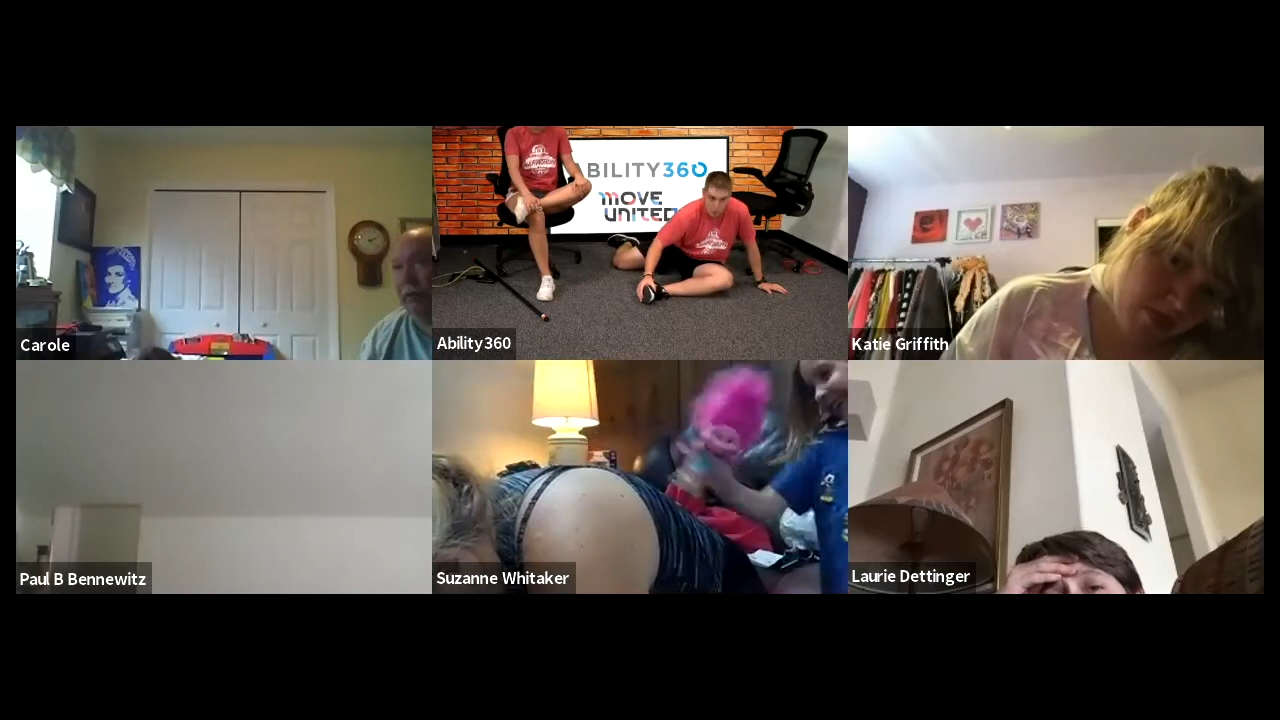 ABILITY360
MOVE
UNITED
Carole
Ability360
Katie Griffith
Paul B Bennewitz
Suzanne Whitaker
Laurie Dettinger